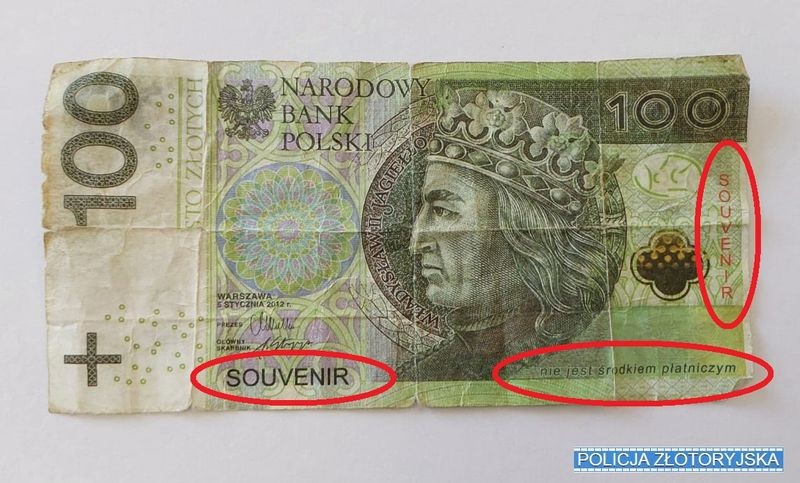 100
STO ZŁOTYCH
NARODOWY
BANK
POLSKI
100
WŁADYSŁAW II JAGIEŁŁO
SOUVENIR
WARSZAWA
5 STYCZNIA 2012 r.
PREZES
GŁÓWNY
SKARBNIK
SOUVENIR
nie jest środkiem płatniczym
POLICJA ZŁOTORYJSKA